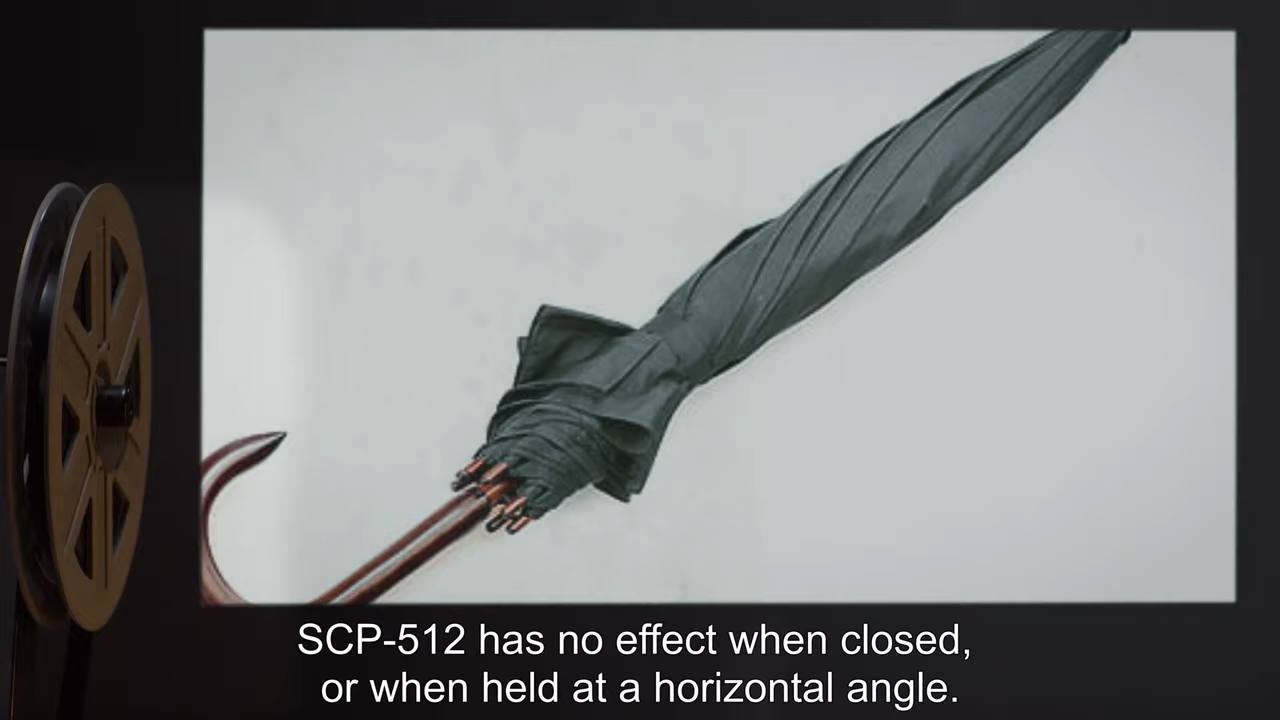 SCP-512 has no effect when closed,
or when held at a horizontal angle.